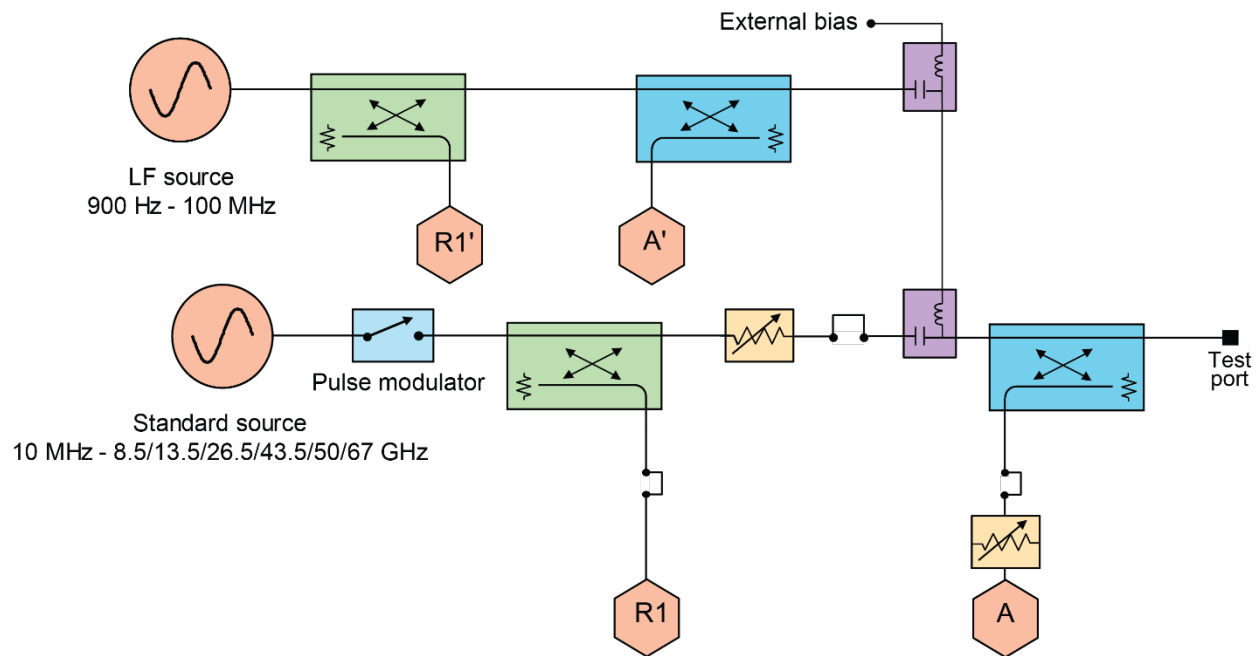 External bias
LF source
900 Hz - 100 MHz
R1'
A'
Pulse modulator
Test
port
Standard source
10 MHz - 8.5/13.5/26.5/43.5/50/67 GHz
R1
A